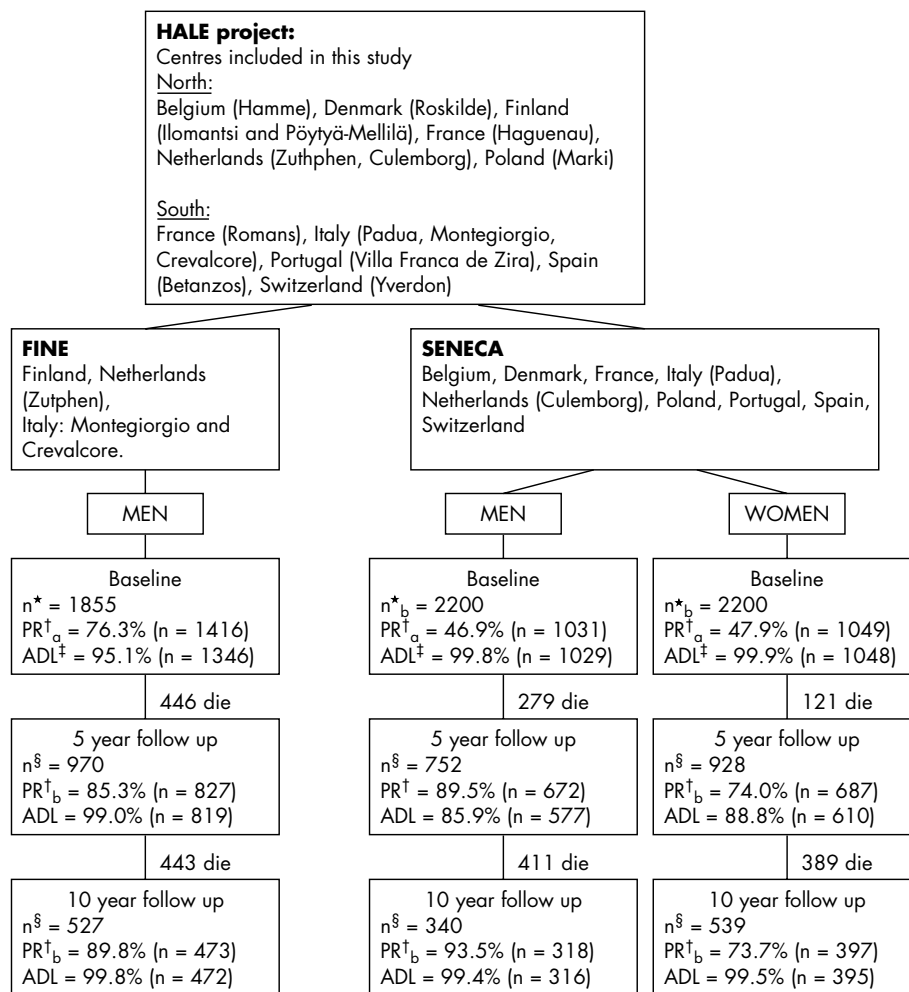 HALE project:
Centres included in this study
North:
Belgium (Hamme), Denmark (Roskilde), Finland
(Ilomantsi and Pöytyä-Mellilä), France (Haguenau),
Netherlands (Zuthphen, Culemborg), Poland (Marki)
South:
France (Romans), Italy (Padua, Montegiorgio,
Crevalcore), Portugal (Villa Franca de Zira), Spain
(Betanzos), Switzerland (Yverdon)
FINE
Finland, Netherlands
(Zutphen),
Italy: Montegiorgio and
Crevalcore.
SENECA
Belgium, Denmark, France, Italy (Padua),
Netherlands (Culemborg), Poland, Portugal, Spain,
Switzerland
MEN
MEN
WOMEN
Baseline
n★ = 1855
PR†a = 76.3% (n = 1416)
ADL‡ = 95.1% (n = 1346)
Baseline
n★b = 2200
PR†a = 46.9% (n = 1031)
ADL‡ = 99.8% (n = 1029)
Baseline
n★b = 2200
PR†a = 47.9% (n = 1049)
ADL‡ = 99.9% (n = 1048)
446 die
279 die
121 die
5 year follow up
n§ = 970
PR†b = 85.3% (n = 827)
ADL = 99.0% (n = 819)
5 year follow up
n§ = 752
PR† = 89.5% (n = 672)
ADL = 85.9% (n = 577)
5 year follow up
n§ = 928
PR†b = 74.0% (n = 687)
ADL = 88.8% (n = 610)
443 die
411 die
389 die
10 year follow up
n§ = 527
PR†b = 89.8% (n = 473)
ADL = 99.8% (n = 472)
10 year follow up
n§ = 340
PR†b = 93.5% (n = 318)
ADL = 99.4% (n = 316)
10 year follow up
n§ = 539
PR†b = 73.7% (n = 397)
ADL = 99.5% (n = 395)